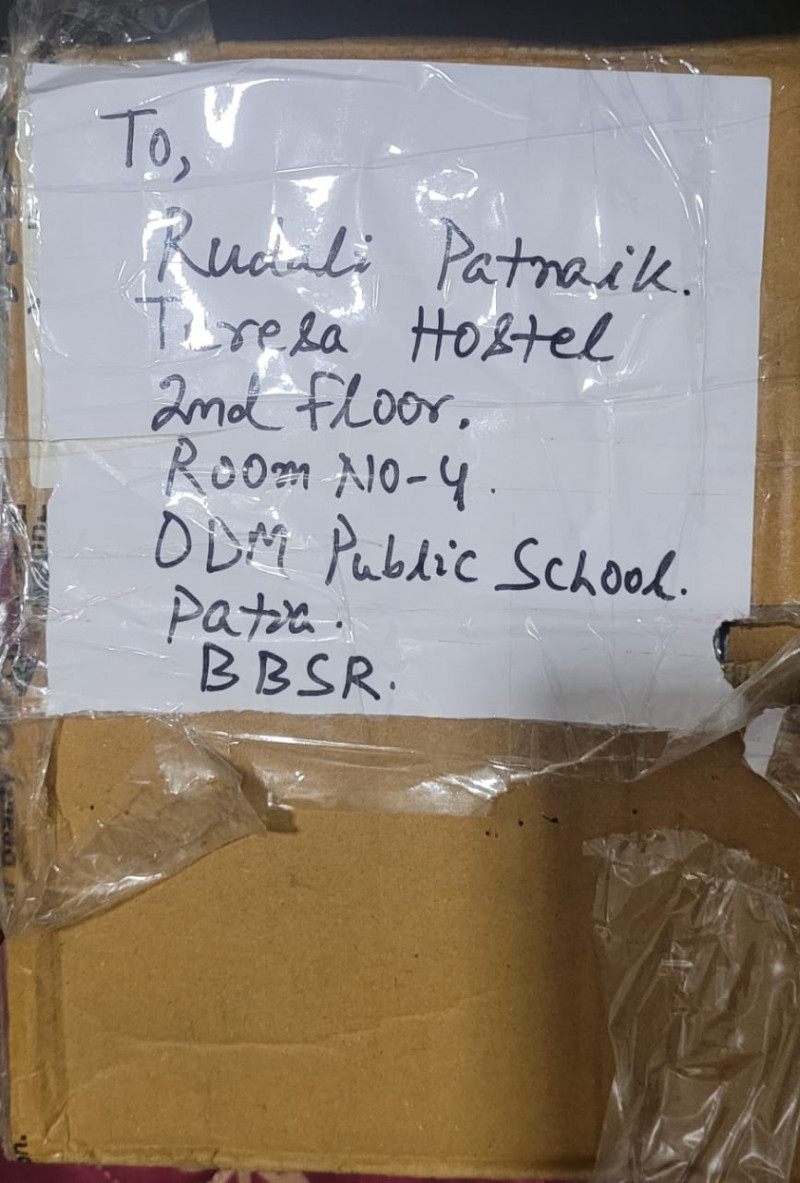 To,
Rudali Patnaik.
Teresa Hostel
2nd floor.
Room No-4.
ODM Public School.
Patia.
BBSR.